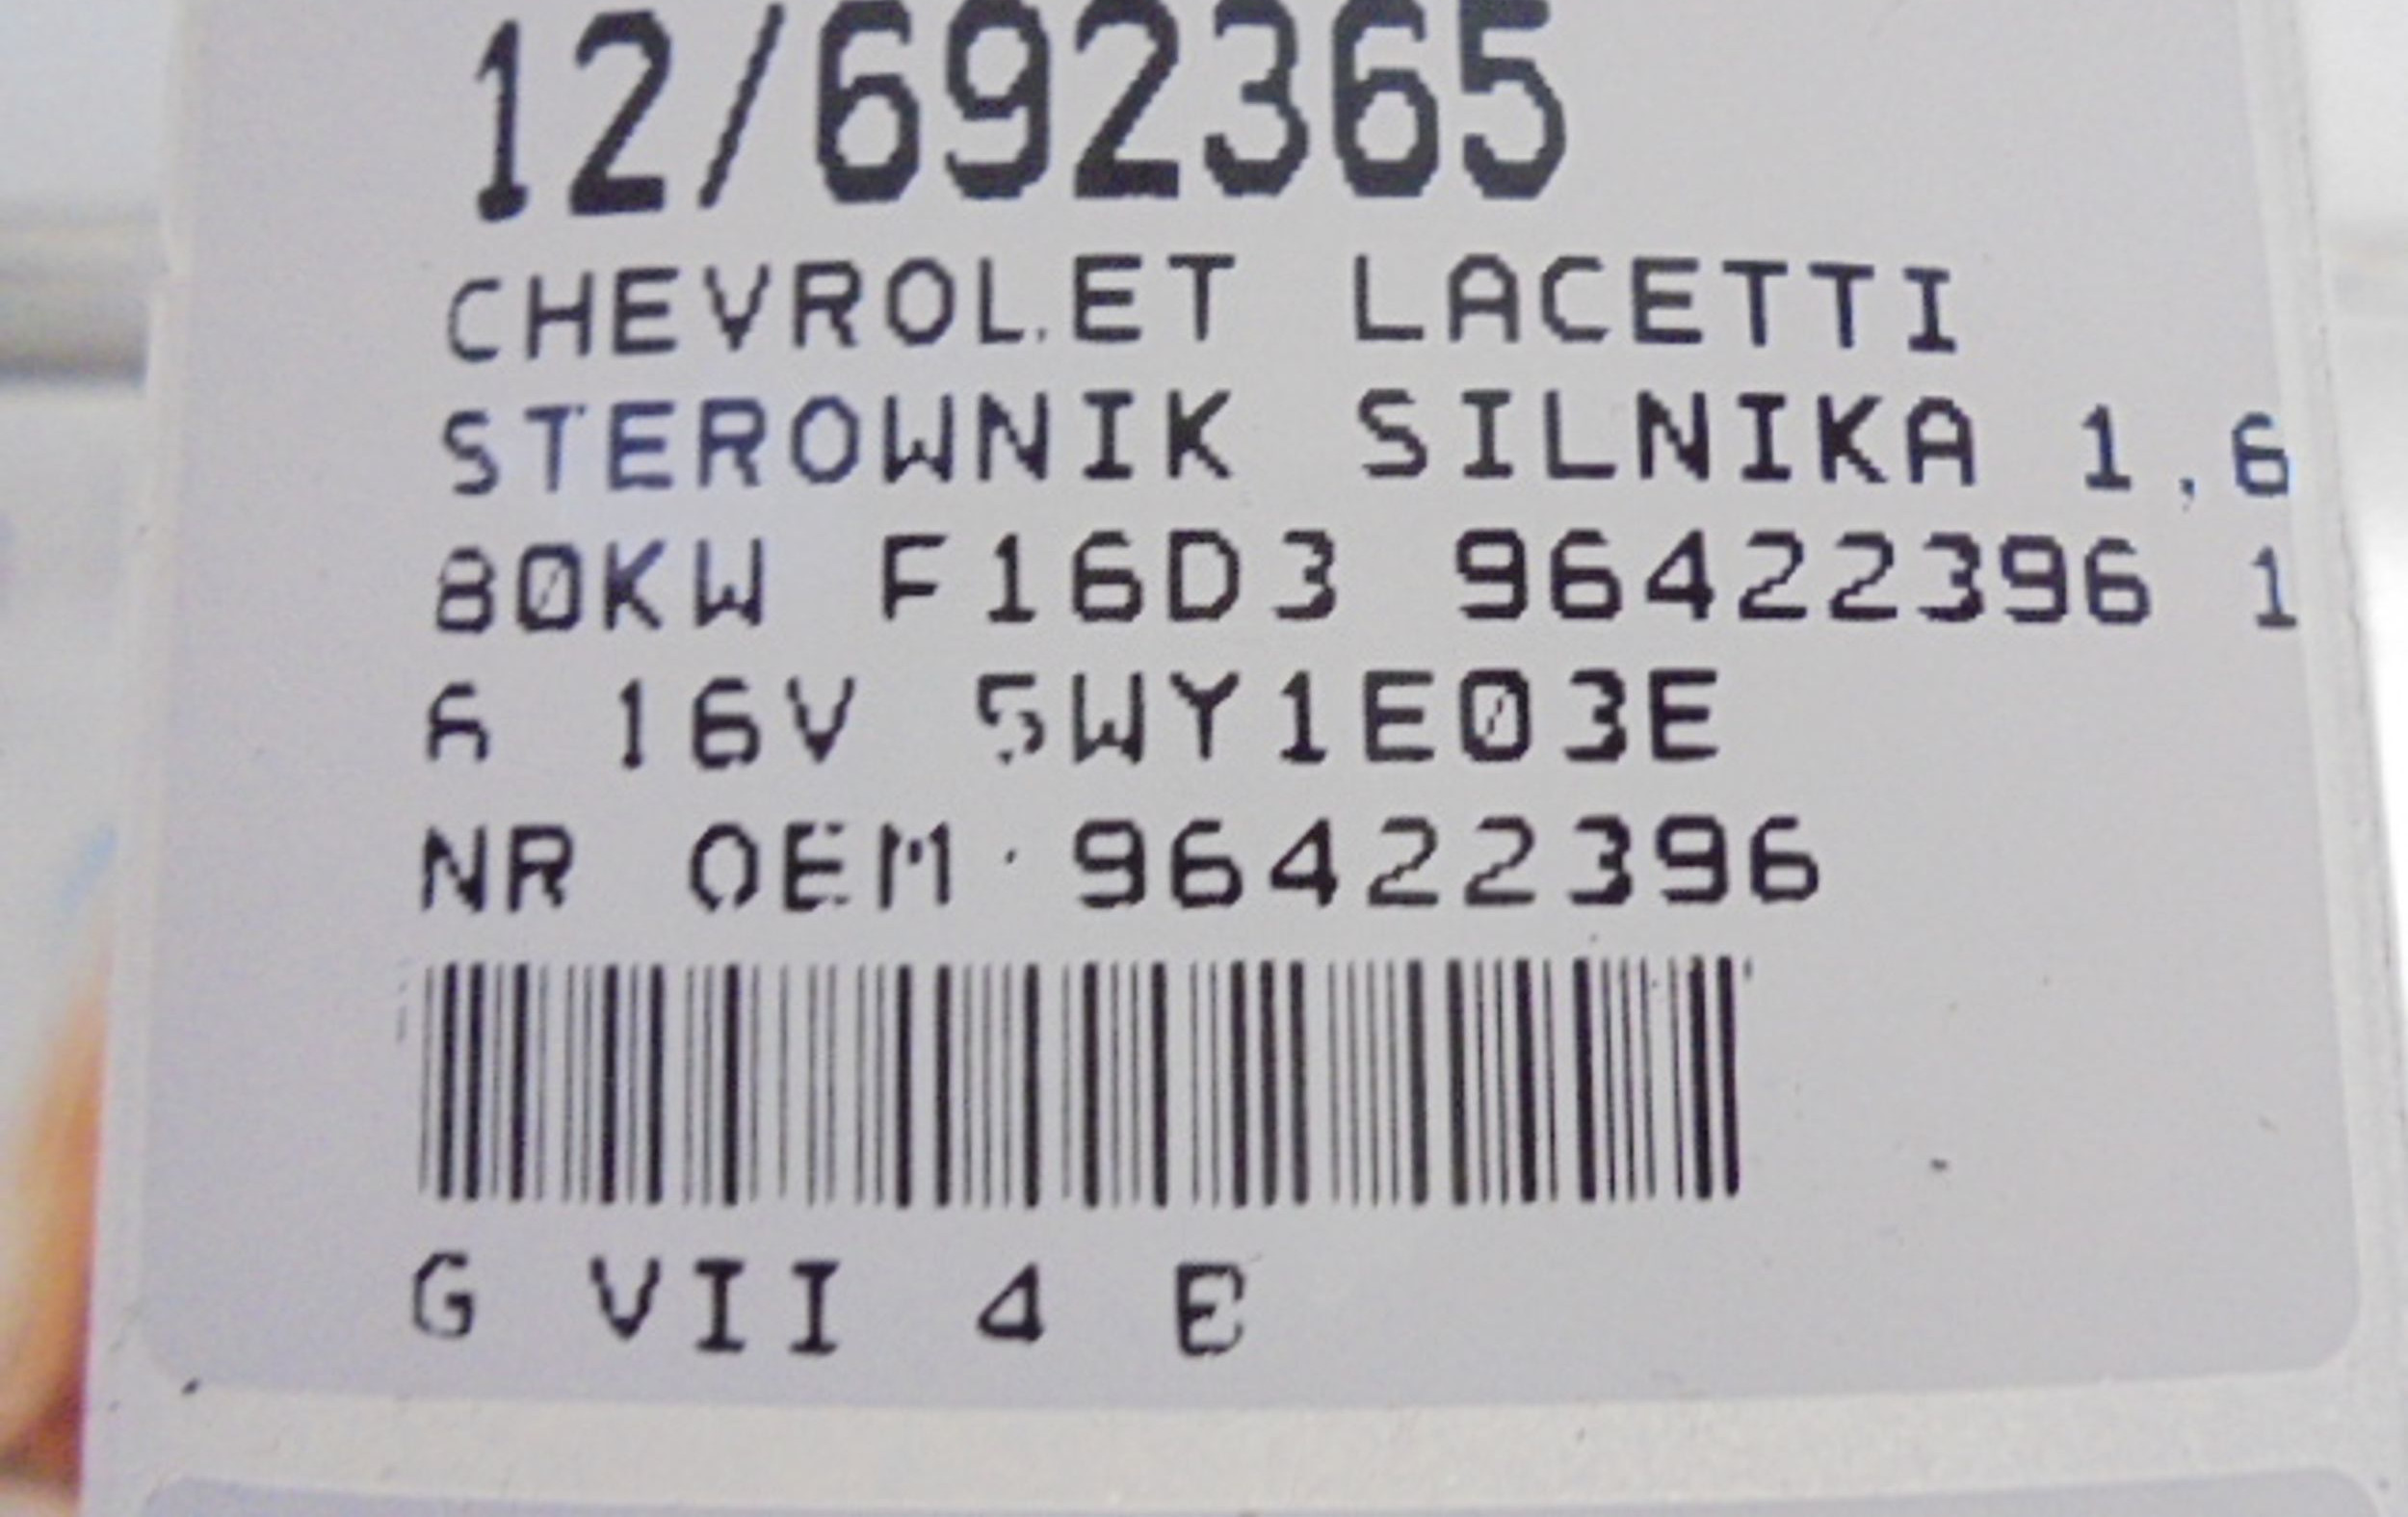 12/692365
CHEVROLET LACETTI
STEROWNIK SILNIKA 1,6
80KW F16D3 96422396 1
6 16V 5WY1E03E
NR OEM: 96422396
G VII 4 E